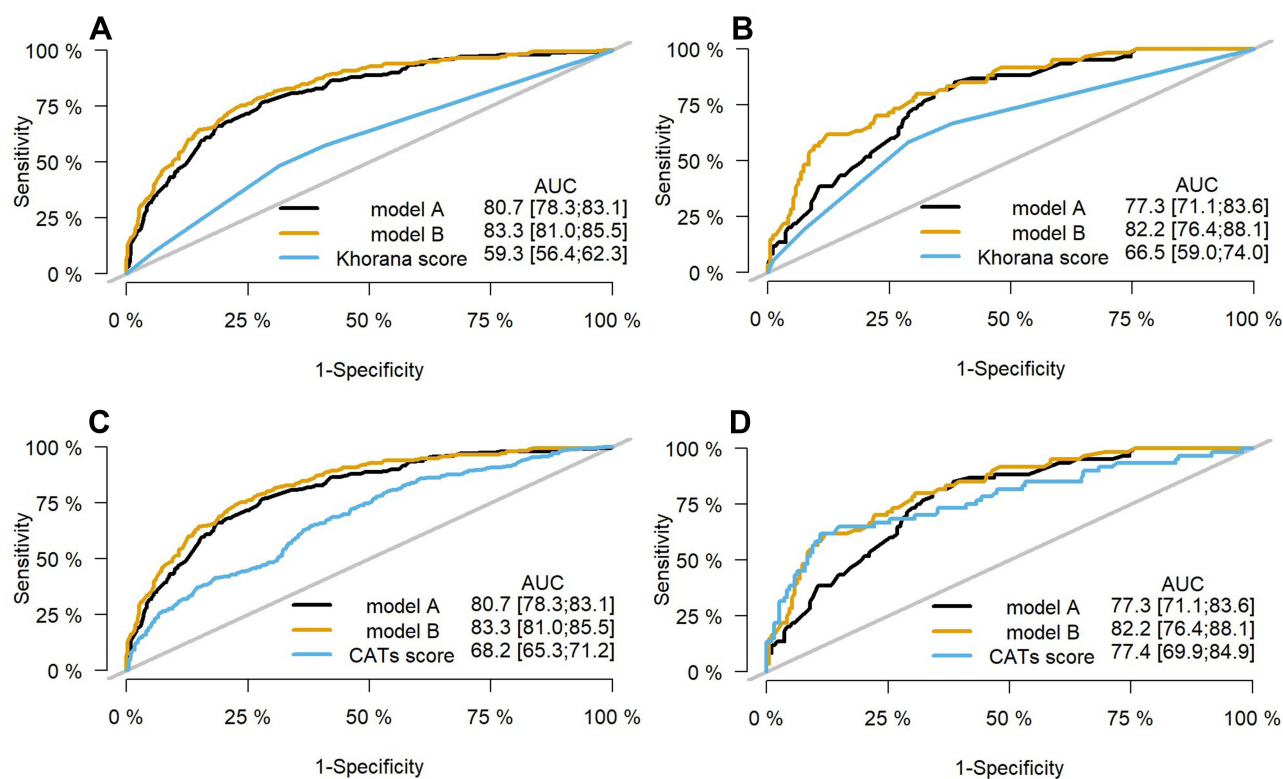 A
Sensitivity
100 %
75 %
50 %
25 %
0 %
AUC
model A 80.7 [78.3;83.1]
model B 83.3 [81.0;85.5]
Khorana score 59.3 [56.4;62.3]
0 % 25 % 50 % 75 % 100 %
1-Specificity
B
Sensitivity
100 %
75 %
50 %
25 %
0 %
AUC
model A 77.3 [71.1;83.6]
model B 82.2 [76.4;88.1]
Khorana score 66.5 [59.0;74.0]
0 % 25 % 50 % 75 % 100 %
1-Specificity
C
Sensitivity
100 %
75 %
50 %
25 %
0 %
AUC
model A 80.7 [78.3;83.1]
model B 83.3 [81.0;85.5]
CATs score 68.2 [65.3;71.2]
0 % 25 % 50 % 75 % 100 %
1-Specificity
D
Sensitivity
100 %
75 %
50 %
25 %
0 %
AUC
model A 77.3 [71.1;83.6]
model B 82.2 [76.4;88.1]
CATs score 77.4 [69.9;84.9]
0 % 25 % 50 % 75 % 100 %
1-Specificity